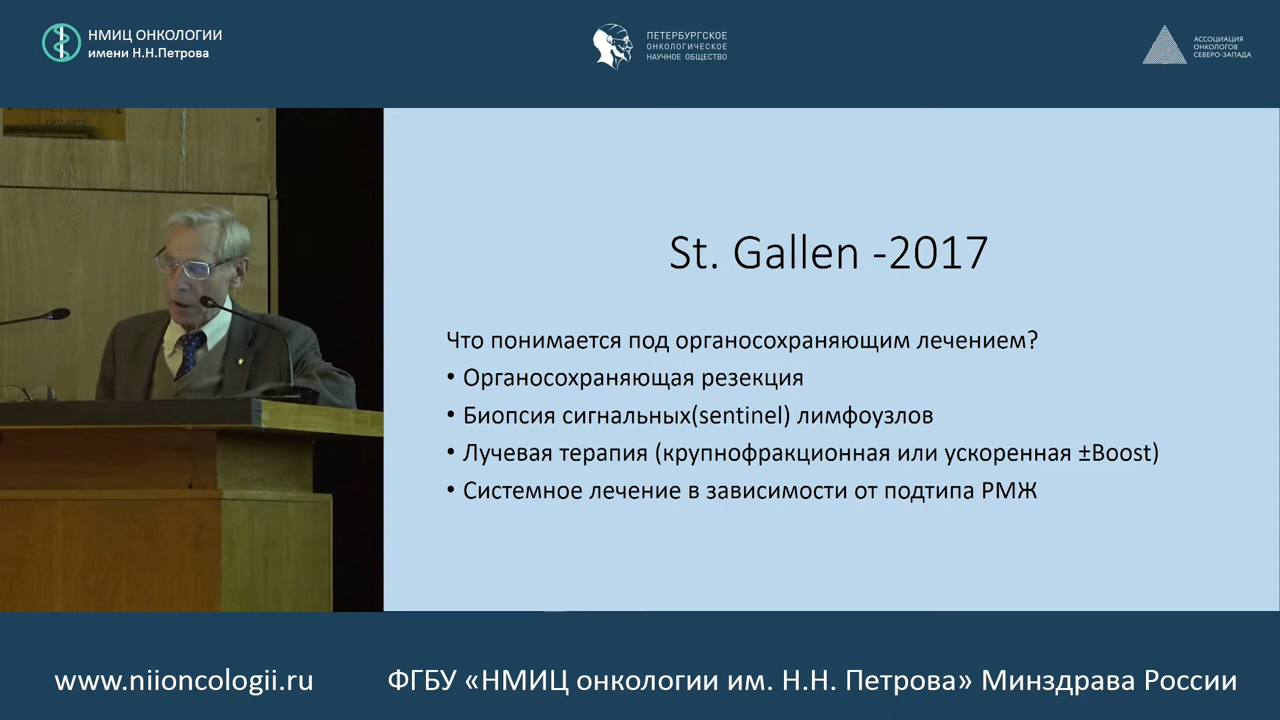 НМИЦ ОНКОЛОГИИ
имени Н.Н.Петрова
ПЕТЕРБУРГСКОЕ
ОНКОЛОГИЧЕСКОЕ
НАУЧНОЕ ОБЩЕСТВО
АССОЦИАЦИЯ
ОНКОЛОГОВ
СЕВЕРО-ЗАПАДА
St. Gallen -2017
Что понимается под органосохраняющим лечением?
• Органосохраняющая резекция
• Биопсия сигнальных(sentinel) лимфоузлов
• Лучевая терапия (крупнофракционная или ускоренная ±Boost)
• Системное лечение в зависимости от подтипа РМЖ
www.niioncologii.ru
ФГБУ «НМИЦ онкологии им. Н.Н. Петрова» Минздрава России